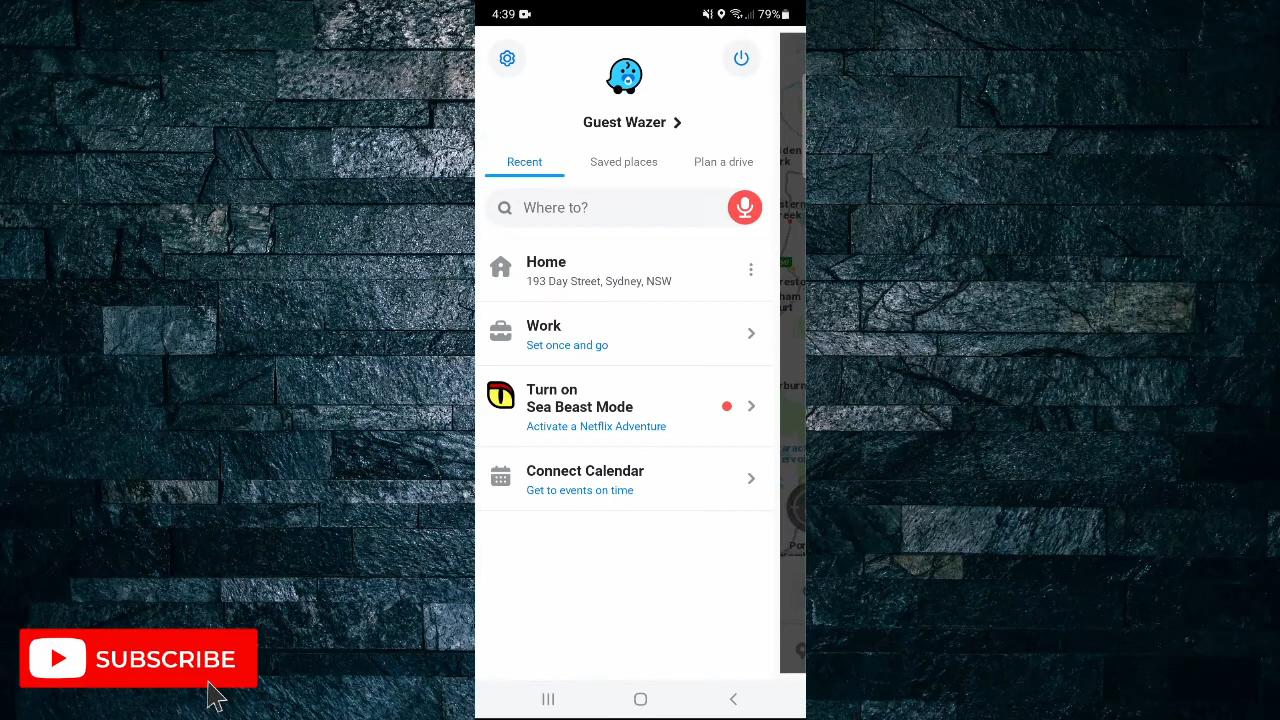 4:39
79%
Guest Wazer
Recent
Saved places
Plan a drive
Where to?
Home
193 Day Street, Sydney, NSW
Work
Set once and go
Turn on
Sea Beast Mode
Activate a Netflix Adventure
Connect Calendar
Get to events on time
SUBSCRIBE